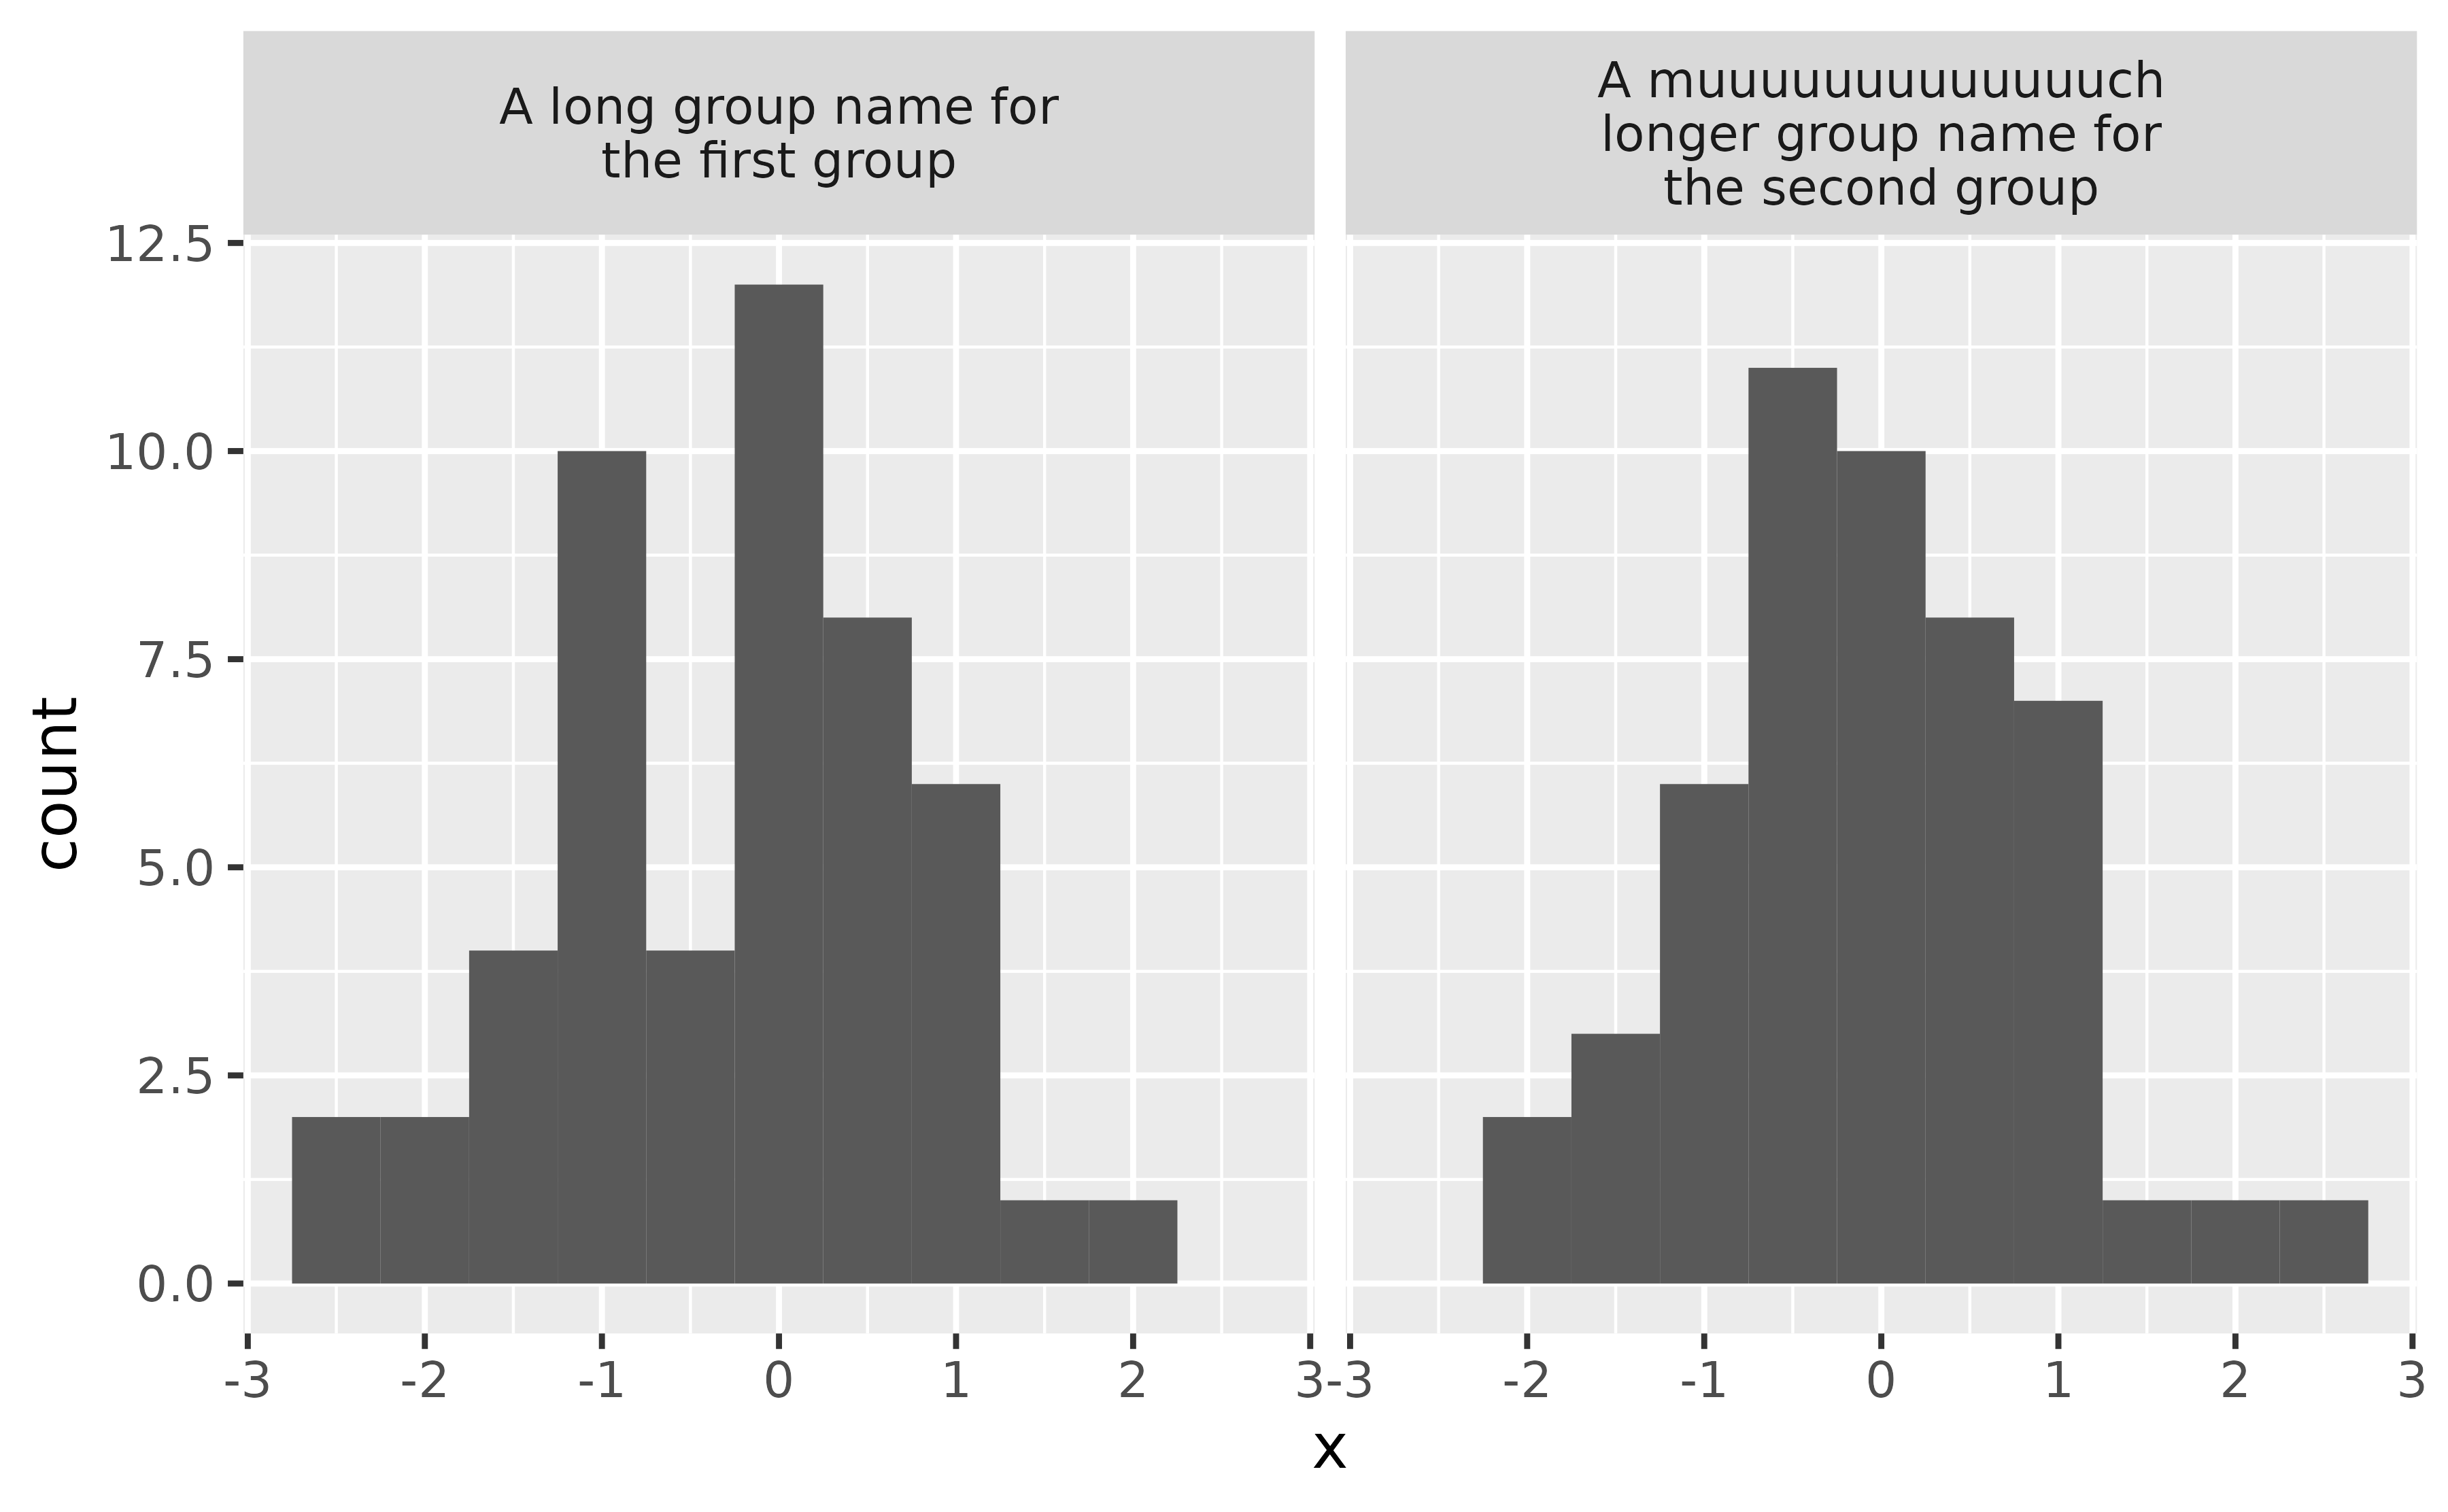 A long group name for
the first group
A muuuuuuuuuuuuuuch
longer group name for
the second group
12.5
10.0
7.5
5.0
2.5
0.0
count
-3 -2 -1 0 1 2 3
-3 -2 -1 0 1 2 3
x